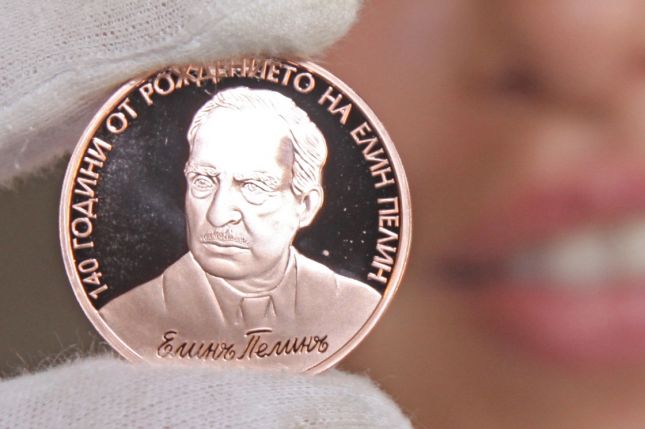 140 ГОДИНИ ОТ РОЖДЕНИЕТО НА ЕЛИН ПЕЛИН
Елинъ Пелинъ